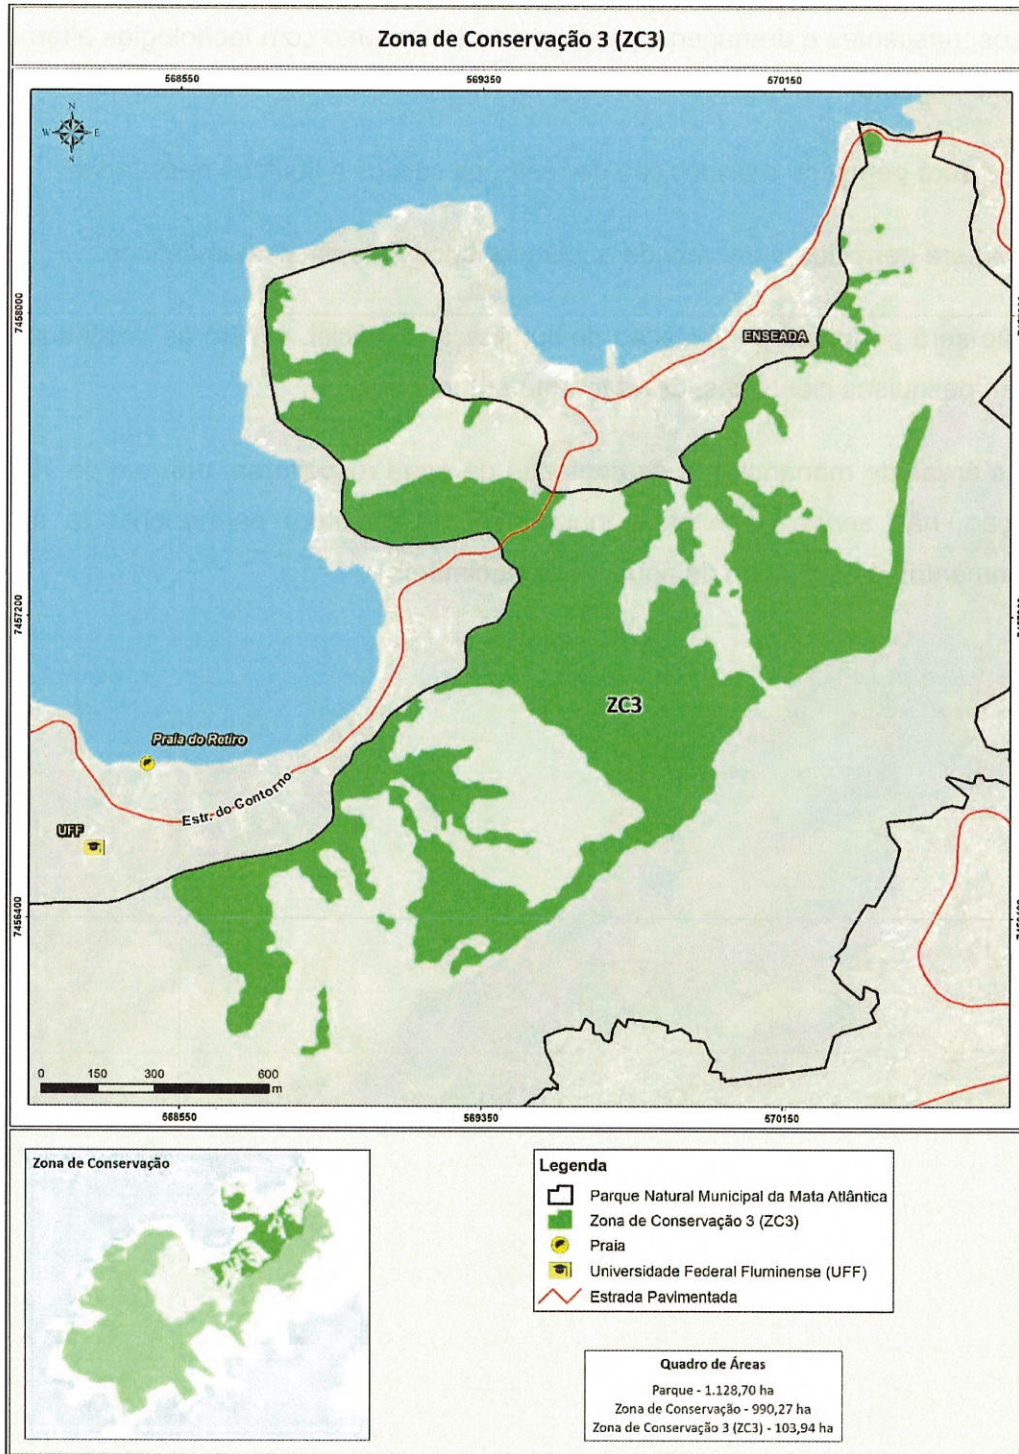 Zona de Conservação 3 (ZC3)
568550 569350 570150
N
W E
N
7458000
ENSEADA
7457200
ZC3
Praia do Retiro
Estr. do Contorno
UFF
7456400
0 150 300 600
m
568550 569350 570150
Zona de Conservação
Legenda
Parque Natural Municipal da Mata Atlântica
Zona de Conservação 3 (ZC3)
Praia
Universidade Federal Fluminense (UFF)
Estrada Pavimentada
Quadro de Áreas
Parque - 1.128,70 ha
Zona de Conservação - 990,27 ha
Zona de Conservação 3 (ZC3) - 103,94 ha